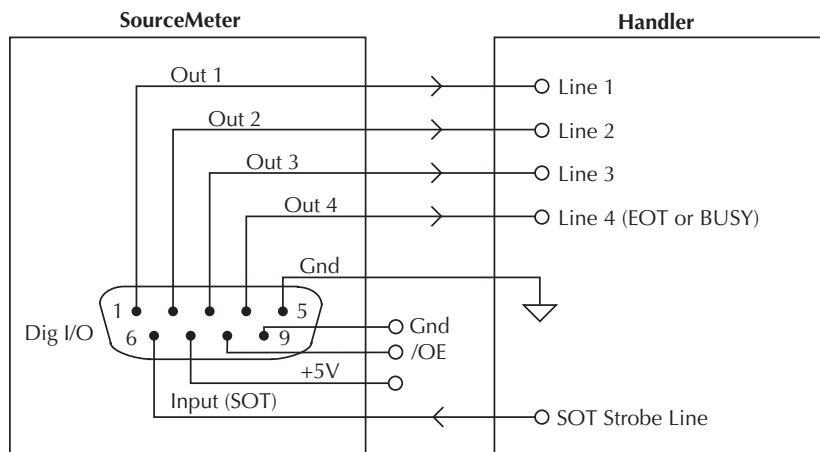 SourceMeter
Handler
Out 1
Line 1
Out 2
Line 2
Out 3
Line 3
Out 4
Line 4 (EOT or BUSY)
Gnd
1
5
Dig I/O
6
9
Gnd
/OE
+5V
Input (SOT)
SOT Strobe Line